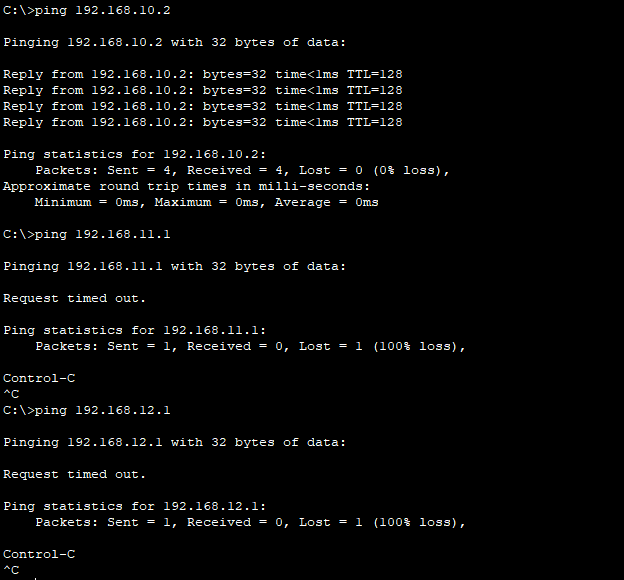 C:\>ping 192.168.10.2
Pinging 192.168.10.2 with 32 bytes of data:
Reply from 192.168.10.2: bytes=32 time<1ms TTL=128
Reply from 192.168.10.2: bytes=32 time<1ms TTL=128
Reply from 192.168.10.2: bytes=32 time<1ms TTL=128
Reply from 192.168.10.2: bytes=32 time<1ms TTL=128
Ping statistics for 192.168.10.2:
    Packets: Sent = 4, Received = 4, Lost = 0 (0% loss),
Approximate round trip times in milli-seconds:
    Minimum = 0ms, Maximum = 0ms, Average = 0ms
C:\>ping 192.168.11.1
Pinging 192.168.11.1 with 32 bytes of data:
Request timed out.
Ping statistics for 192.168.11.1:
    Packets: Sent = 1, Received = 0, Lost = 1 (100% loss),
Control-C
^C
C:\>ping 192.168.12.1
Pinging 192.168.12.1 with 32 bytes of data:
Request timed out.
Ping statistics for 192.168.12.1:
    Packets: Sent = 1, Received = 0, Lost = 1 (100% loss),
Control-C
^C